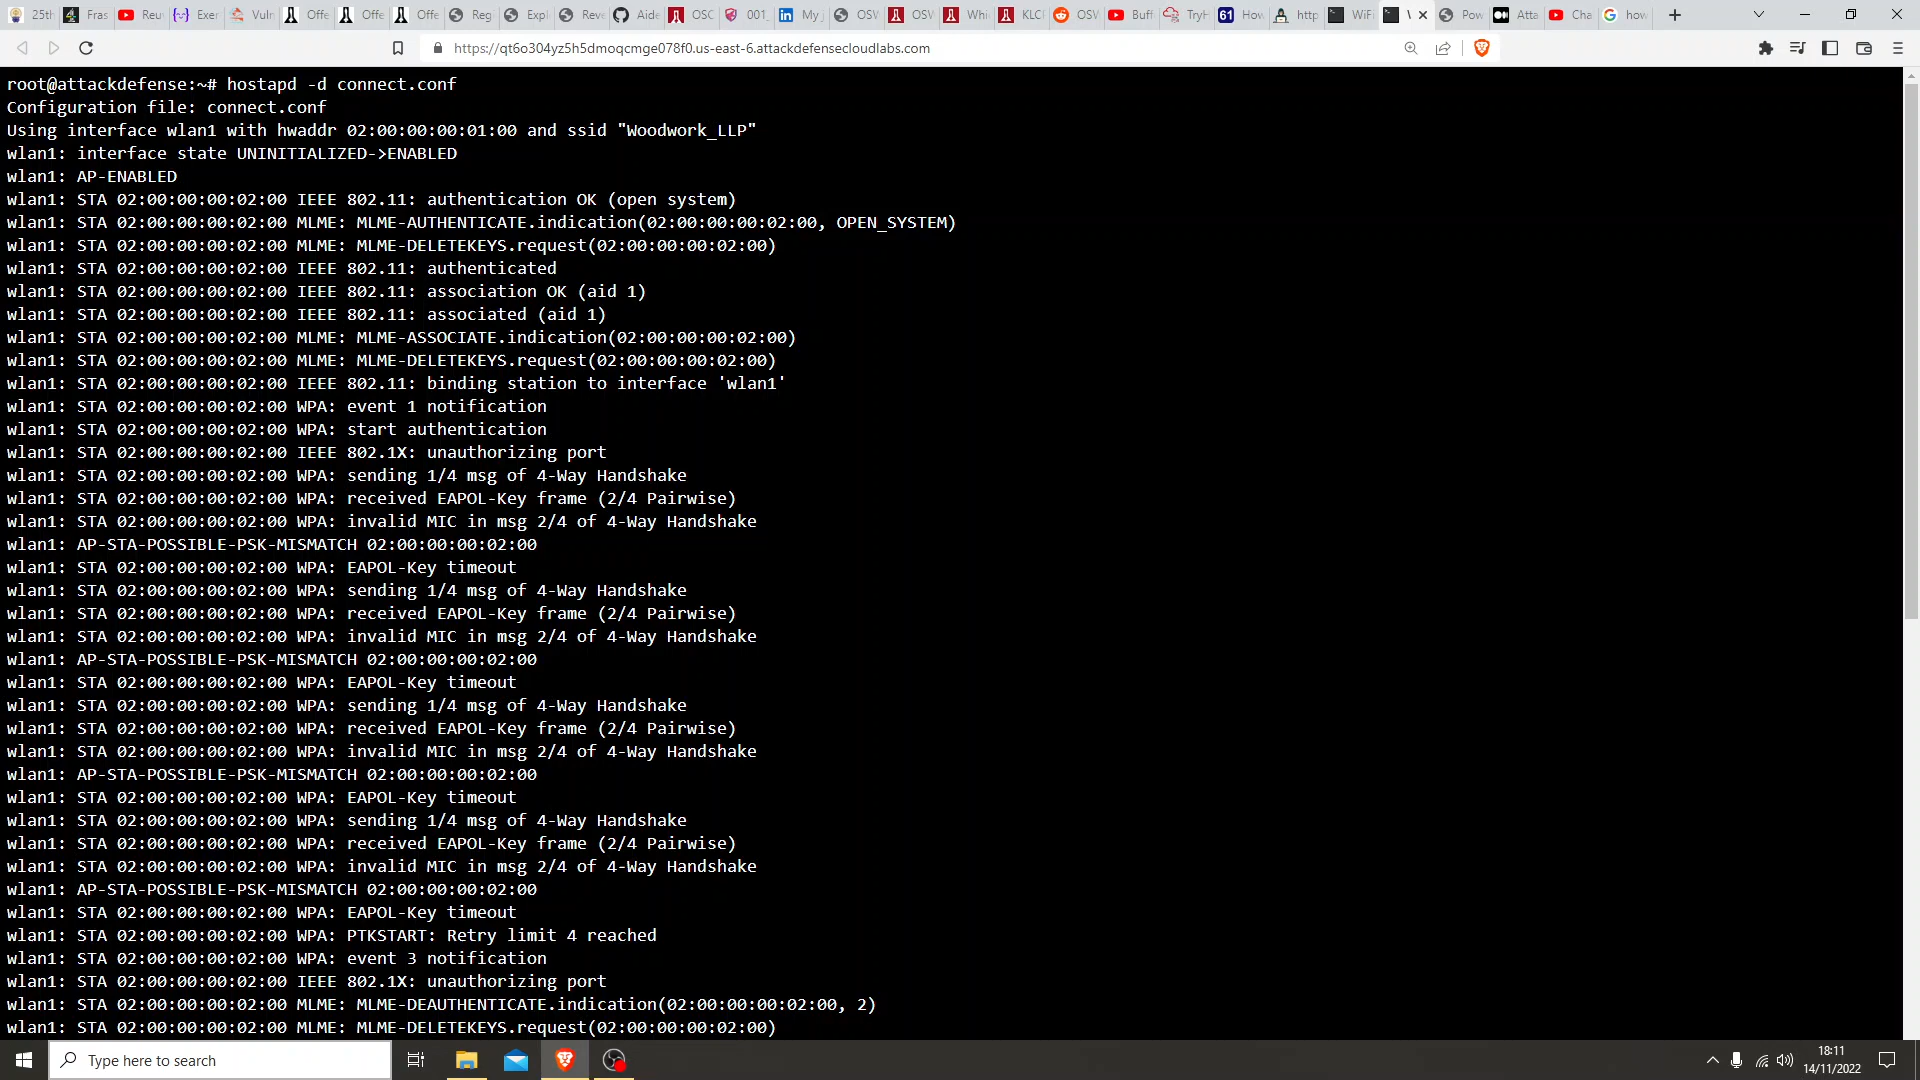 25th
Fras
Reu
Exer
Vuln
Offe
Offe
Offe
Reg
Expl
Reve
Aide
OSC
001_
My j
OSW
OSV
Whi
KLCI
OSV
Buff
TryH
How
http
WiFi
Pow
Atta
Cha
how
https://qt6o304yz5h5dmoqcmge078f0.us-east-6.attackdefensecloudlabs.com
root@attackdefense:~# hostapd -d connect.conf
Configuration file: connect.conf
Using interface wlan1 with hwaddr 02:00:00:00:01:00 and ssid "Woodwork_LLP"
wlan1: interface state UNINITIALIZED->ENABLED
wlan1: AP-ENABLED
wlan1: STA 02:00:00:00:02:00 IEEE 802.11: authentication OK (open system)
wlan1: STA 02:00:00:00:02:00 MLME: MLME-AUTHENTICATE.indication(02:00:00:00:02:00, OPEN_SYSTEM)
wlan1: STA 02:00:00:00:02:00 MLME: MLME-DELETEKEYS.request(02:00:00:00:02:00)
wlan1: STA 02:00:00:00:02:00 IEEE 802.11: authenticated
wlan1: STA 02:00:00:00:02:00 IEEE 802.11: association OK (aid 1)
wlan1: STA 02:00:00:00:02:00 IEEE 802.11: associated (aid 1)
wlan1: STA 02:00:00:00:02:00 MLME: MLME-ASSOCIATE.indication(02:00:00:00:02:00)
wlan1: STA 02:00:00:00:02:00 MLME: MLME-DELETEKEYS.request(02:00:00:00:02:00)
wlan1: STA 02:00:00:00:02:00 IEEE 802.11: binding station to interface 'wlan1'
wlan1: STA 02:00:00:00:02:00 WPA: event 1 notification
wlan1: STA 02:00:00:00:02:00 WPA: start authentication
wlan1: STA 02:00:00:00:02:00 IEEE 802.1X: unauthorizing port
wlan1: STA 02:00:00:00:02:00 WPA: sending 1/4 msg of 4-Way Handshake
wlan1: STA 02:00:00:00:02:00 WPA: received EAPOL-Key frame (2/4 Pairwise)
wlan1: STA 02:00:00:00:02:00 WPA: invalid MIC in msg 2/4 of 4-Way Handshake
wlan1: AP-STA-POSSIBLE-PSK-MISMATCH 02:00:00:00:02:00
wlan1: STA 02:00:00:00:02:00 WPA: EAPOL-Key timeout
wlan1: STA 02:00:00:00:02:00 WPA: sending 1/4 msg of 4-Way Handshake
wlan1: STA 02:00:00:00:02:00 WPA: received EAPOL-Key frame (2/4 Pairwise)
wlan1: STA 02:00:00:00:02:00 WPA: invalid MIC in msg 2/4 of 4-Way Handshake
wlan1: AP-STA-POSSIBLE-PSK-MISMATCH 02:00:00:00:02:00
wlan1: STA 02:00:00:00:02:00 WPA: EAPOL-Key timeout
wlan1: STA 02:00:00:00:02:00 WPA: sending 1/4 msg of 4-Way Handshake
wlan1: STA 02:00:00:00:02:00 WPA: received EAPOL-Key frame (2/4 Pairwise)
wlan1: STA 02:00:00:00:02:00 WPA: invalid MIC in msg 2/4 of 4-Way Handshake
wlan1: AP-STA-POSSIBLE-PSK-MISMATCH 02:00:00:00:02:00
wlan1: STA 02:00:00:00:02:00 WPA: EAPOL-Key timeout
wlan1: STA 02:00:00:00:02:00 WPA: sending 1/4 msg of 4-Way Handshake
wlan1: STA 02:00:00:00:02:00 WPA: received EAPOL-Key frame (2/4 Pairwise)
wlan1: STA 02:00:00:00:02:00 WPA: invalid MIC in msg 2/4 of 4-Way Handshake
wlan1: AP-STA-POSSIBLE-PSK-MISMATCH 02:00:00:00:02:00
wlan1: STA 02:00:00:00:02:00 WPA: EAPOL-Key timeout
wlan1: STA 02:00:00:00:02:00 WPA: PTKSTART: Retry limit 4 reached
wlan1: STA 02:00:00:00:02:00 WPA: event 3 notification
wlan1: STA 02:00:00:00:02:00 IEEE 802.1X: unauthorizing port
wlan1: STA 02:00:00:00:02:00 MLME: MLME-DEAUTHENTICATE.indication(02:00:00:00:02:00, 2)
wlan1: STA 02:00:00:00:02:00 MLME: MLME-DELETEKEYS.request(02:00:00:00:02:00)
Type here to search
18:11
14/11/2022